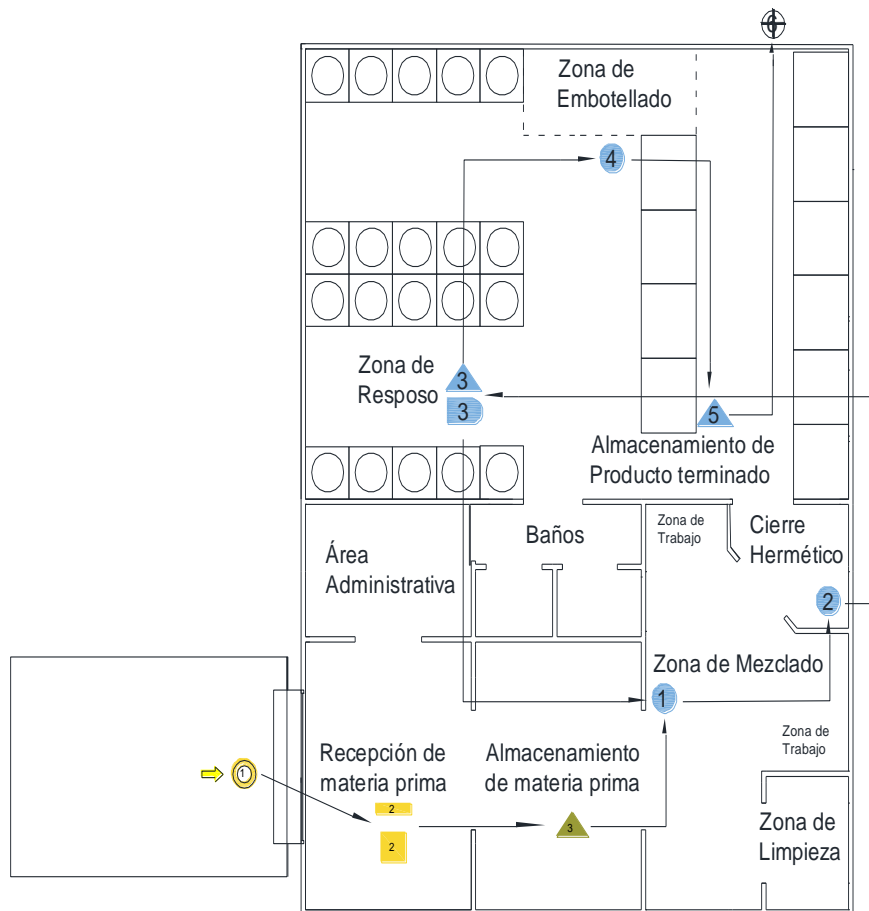 6
Zona de
Embotellado
4
Zona de
Resposo
3
3
5
Almacenamiento de
Producto terminado
Zona de
Trabajo
Cierre
Hermético
Baños
Área
Administrativa
2
Zona de Mezclado
1
Zona de
Trabajo
1
Recepción de
materia prima
Almacenamiento
de materia prima
2
2
3
Zona de
Limpieza